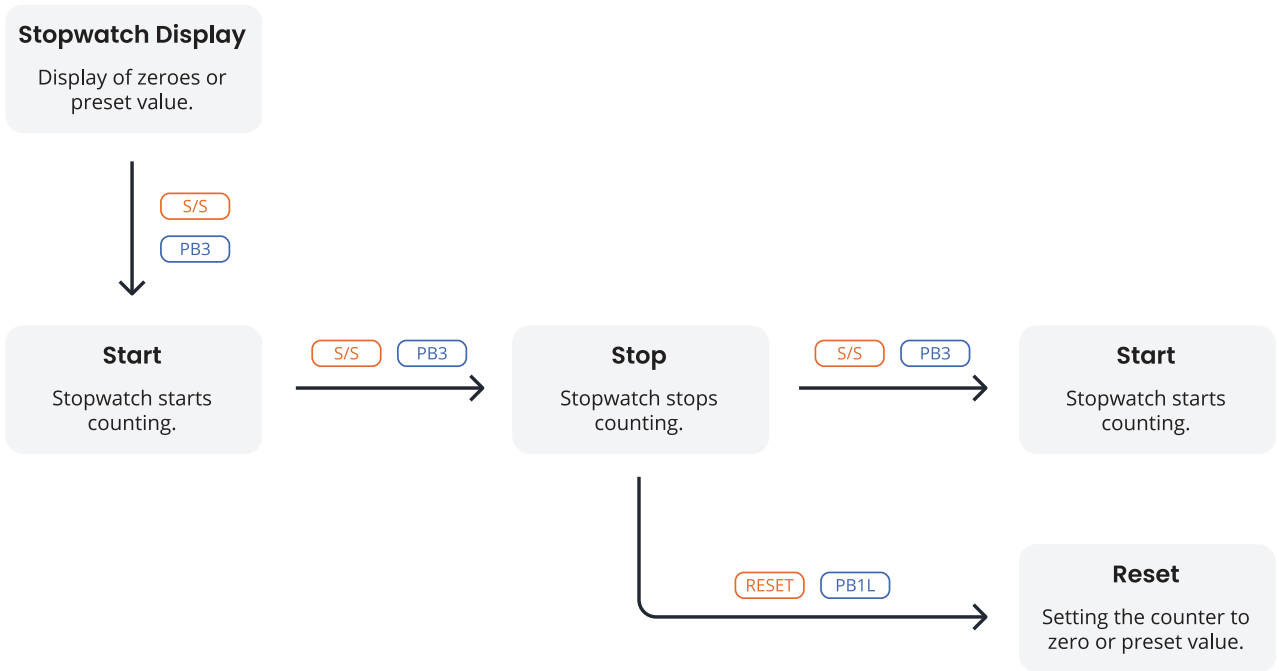 Stopwatch Display
Display of zeroes or
preset value.
S/S
PB3
Start
Stopwatch starts
counting.
S/S PB3
Stop
Stopwatch stops
counting.
S/S PB3
Start
Stopwatch starts
counting.
RESET PB1L
Reset
Setting the counter to
zero or preset value.